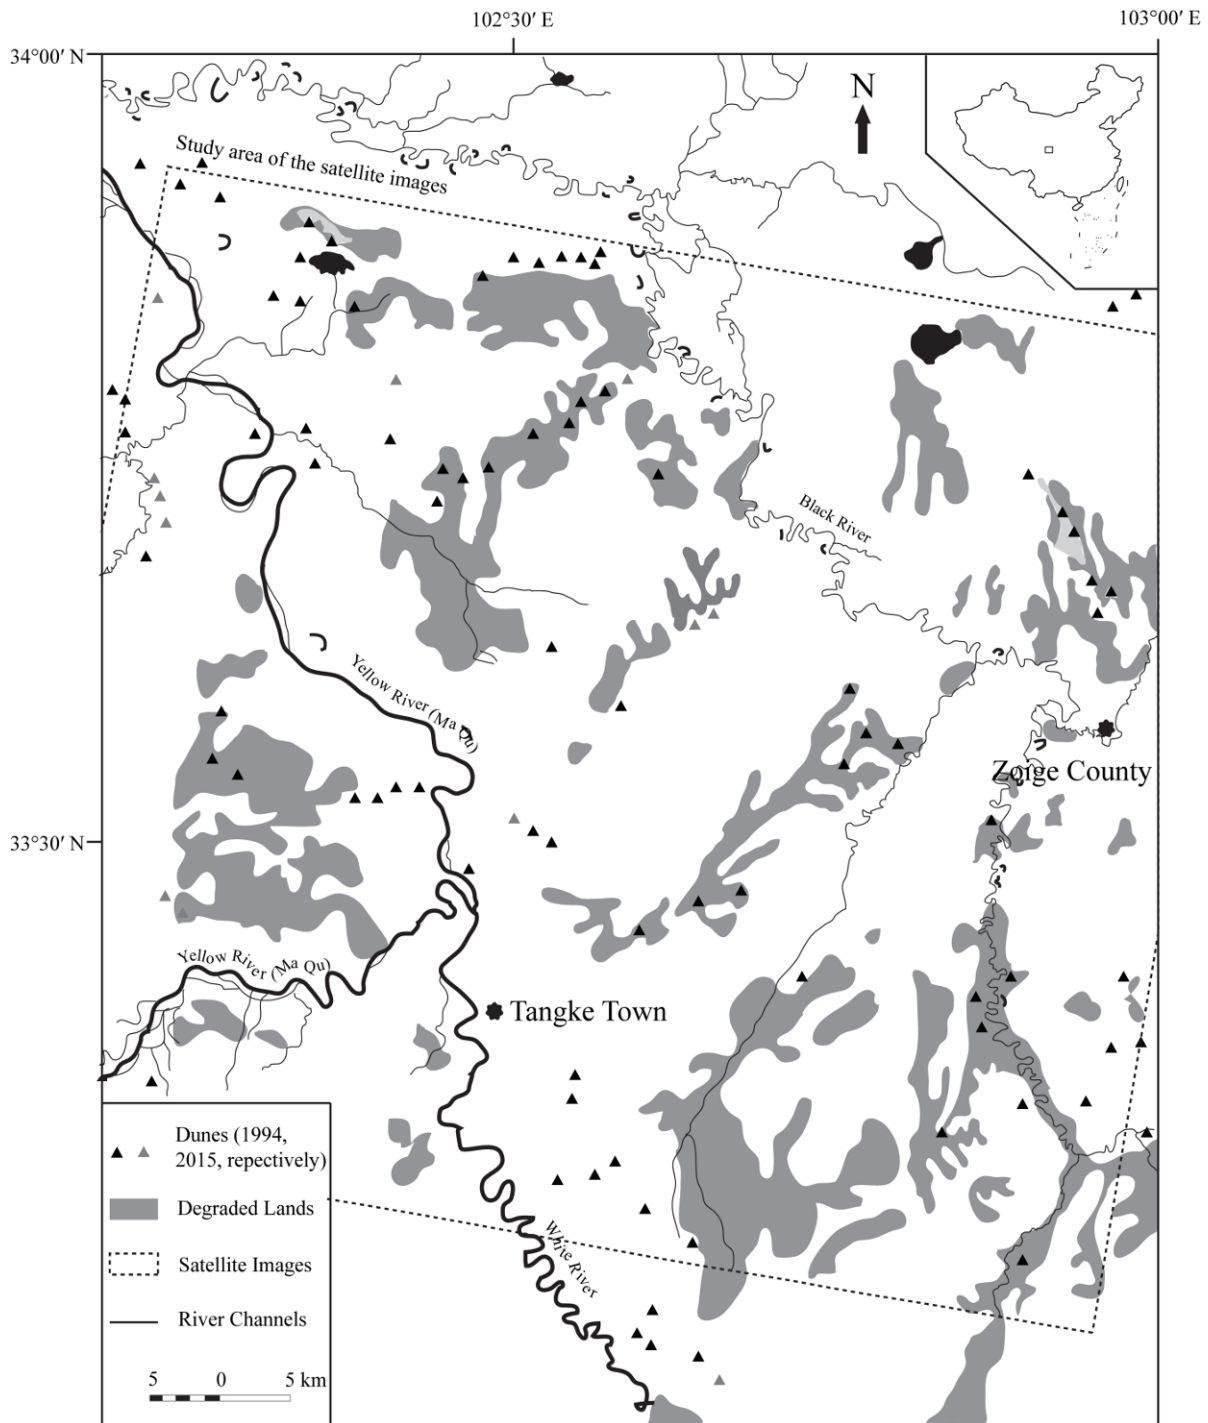 102°30′ E
103°00′ E
34°00′ N
N
Study area of the satellite images
Black River
Yellow River (Ma Qu)
Zoige County
33°30′ N
Yellow River (Ma Qu)
Tangke Town
White River
Dunes (1994,
2015, repectively)
Degraded Lands
Satellite Images
River Channels
5 0 5 km